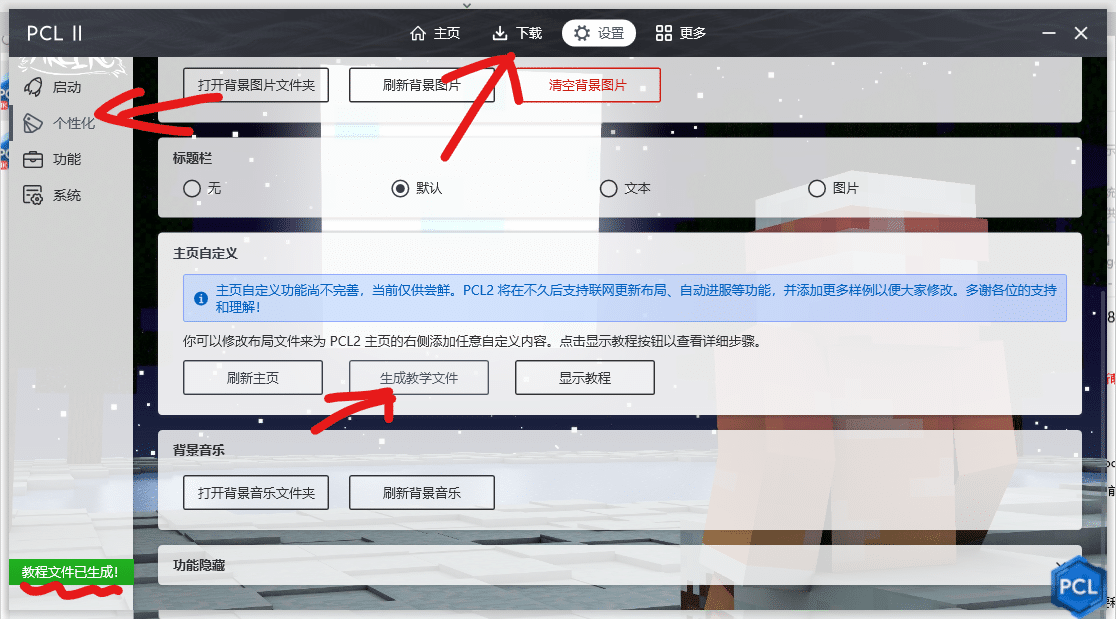 PCL II
主页
下载
设置
更多
启动
个性化
功能
系统
打开背景图片文件夹
刷新背景图片
清空背景图片
标题栏
无
默认
文本
图片
主页自定义
主页自定义功能尚不完善，当前仅供尝鲜。PCL2 将在不久后支持联网更新布局、自动进服等功能，并添加更多样例以便大家修改。多谢各位的支持
和理解！
你可以修改布局文件来为 PCL2 主页的右侧添加任意自定义内容。点击显示教程按钮以查看详细步骤。
刷新主页
生成教学文件
显示教程
背景音乐
打开背景音乐文件夹
刷新背景音乐
功能隐藏
教程文件已生成！
PCL